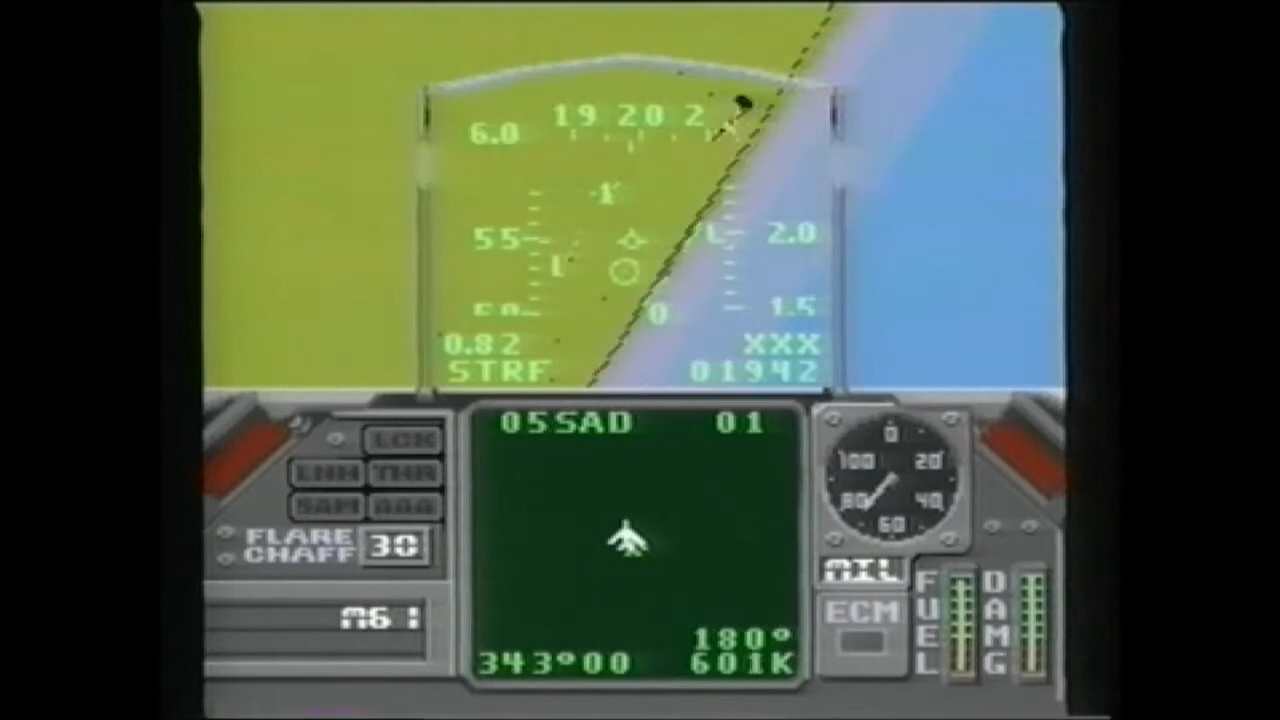 19 20 2
6.0
-1
55 2.0
1.5
0
0.82 XXX
STRF 01942
05SAD 01
LCK
LNH THR
SAM AAA
FLARE
CHAFF 30
M61
180°
343°00 601K
0
100 20
80 40
60
MIL
ECM
FUEL
DAMG